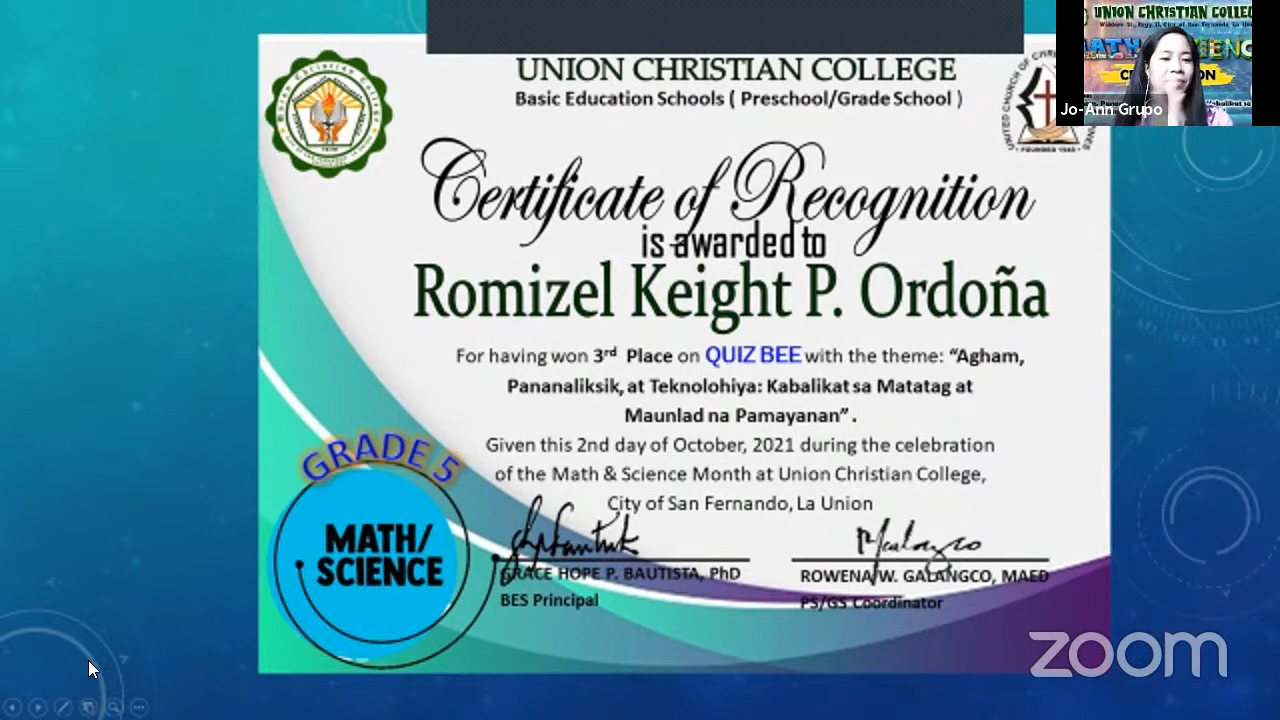 UNION CHRISTIAN COLLEGE
Basic Education Schools ( Preschool/Grade School )
Certificate of Recognition
is awarded to
Romizel Keight P. Ordoña
For having won 3rd Place on QUIZ BEE with the theme: “Agham,
Pananaliksik, at Teknolohiya: Kabalikat sa Matatag at
Maunlad na Pamayanan”.
Given this 2nd day of October, 2021 during the celebration
of the Math & Science Month at Union Christian College,
City of San Fernando, La Union
GRADE 5
MATH/
SCIENCE
GRACE HOPE P. BAUTISTA, PhD
BES Principal
ROWENA W. GALANGCO, MAED
PS/GS Coordinator
UNION CHRISTIAN
Jo-Ann Grupo
zoom